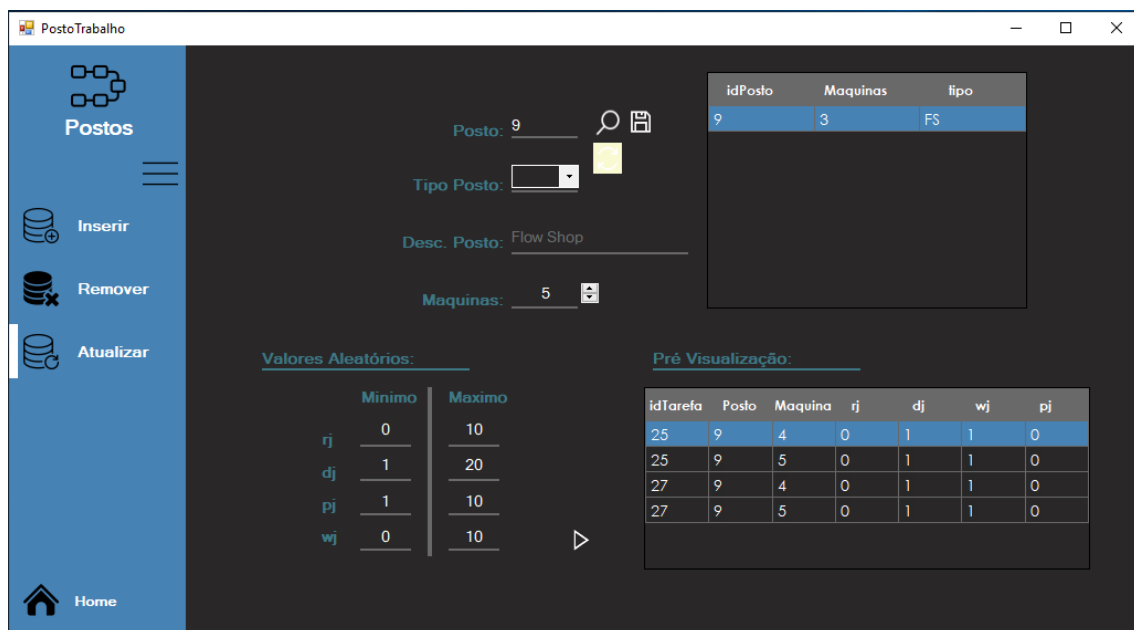 PostoTrabalho
Postos
Inserir
Remover
Atualizar
Home
Posto: 9
Tipo Posto:
Desc. Posto: Flow Shop
Maquinas: 5
idPosto Maquinas tipo
9 3 FS
Valores Aleatórios:
Minimo Maximo
rj 0 10
dj 1 20
pj 1 10
wj 0 10
Pré Visualização:
idTarefa Posto Maquina rj dj wj pj
25 9 4 0 1 1 0
25 9 5 0 1 1 0
27 9 4 0 1 1 0
27 9 5 0 1 1 0